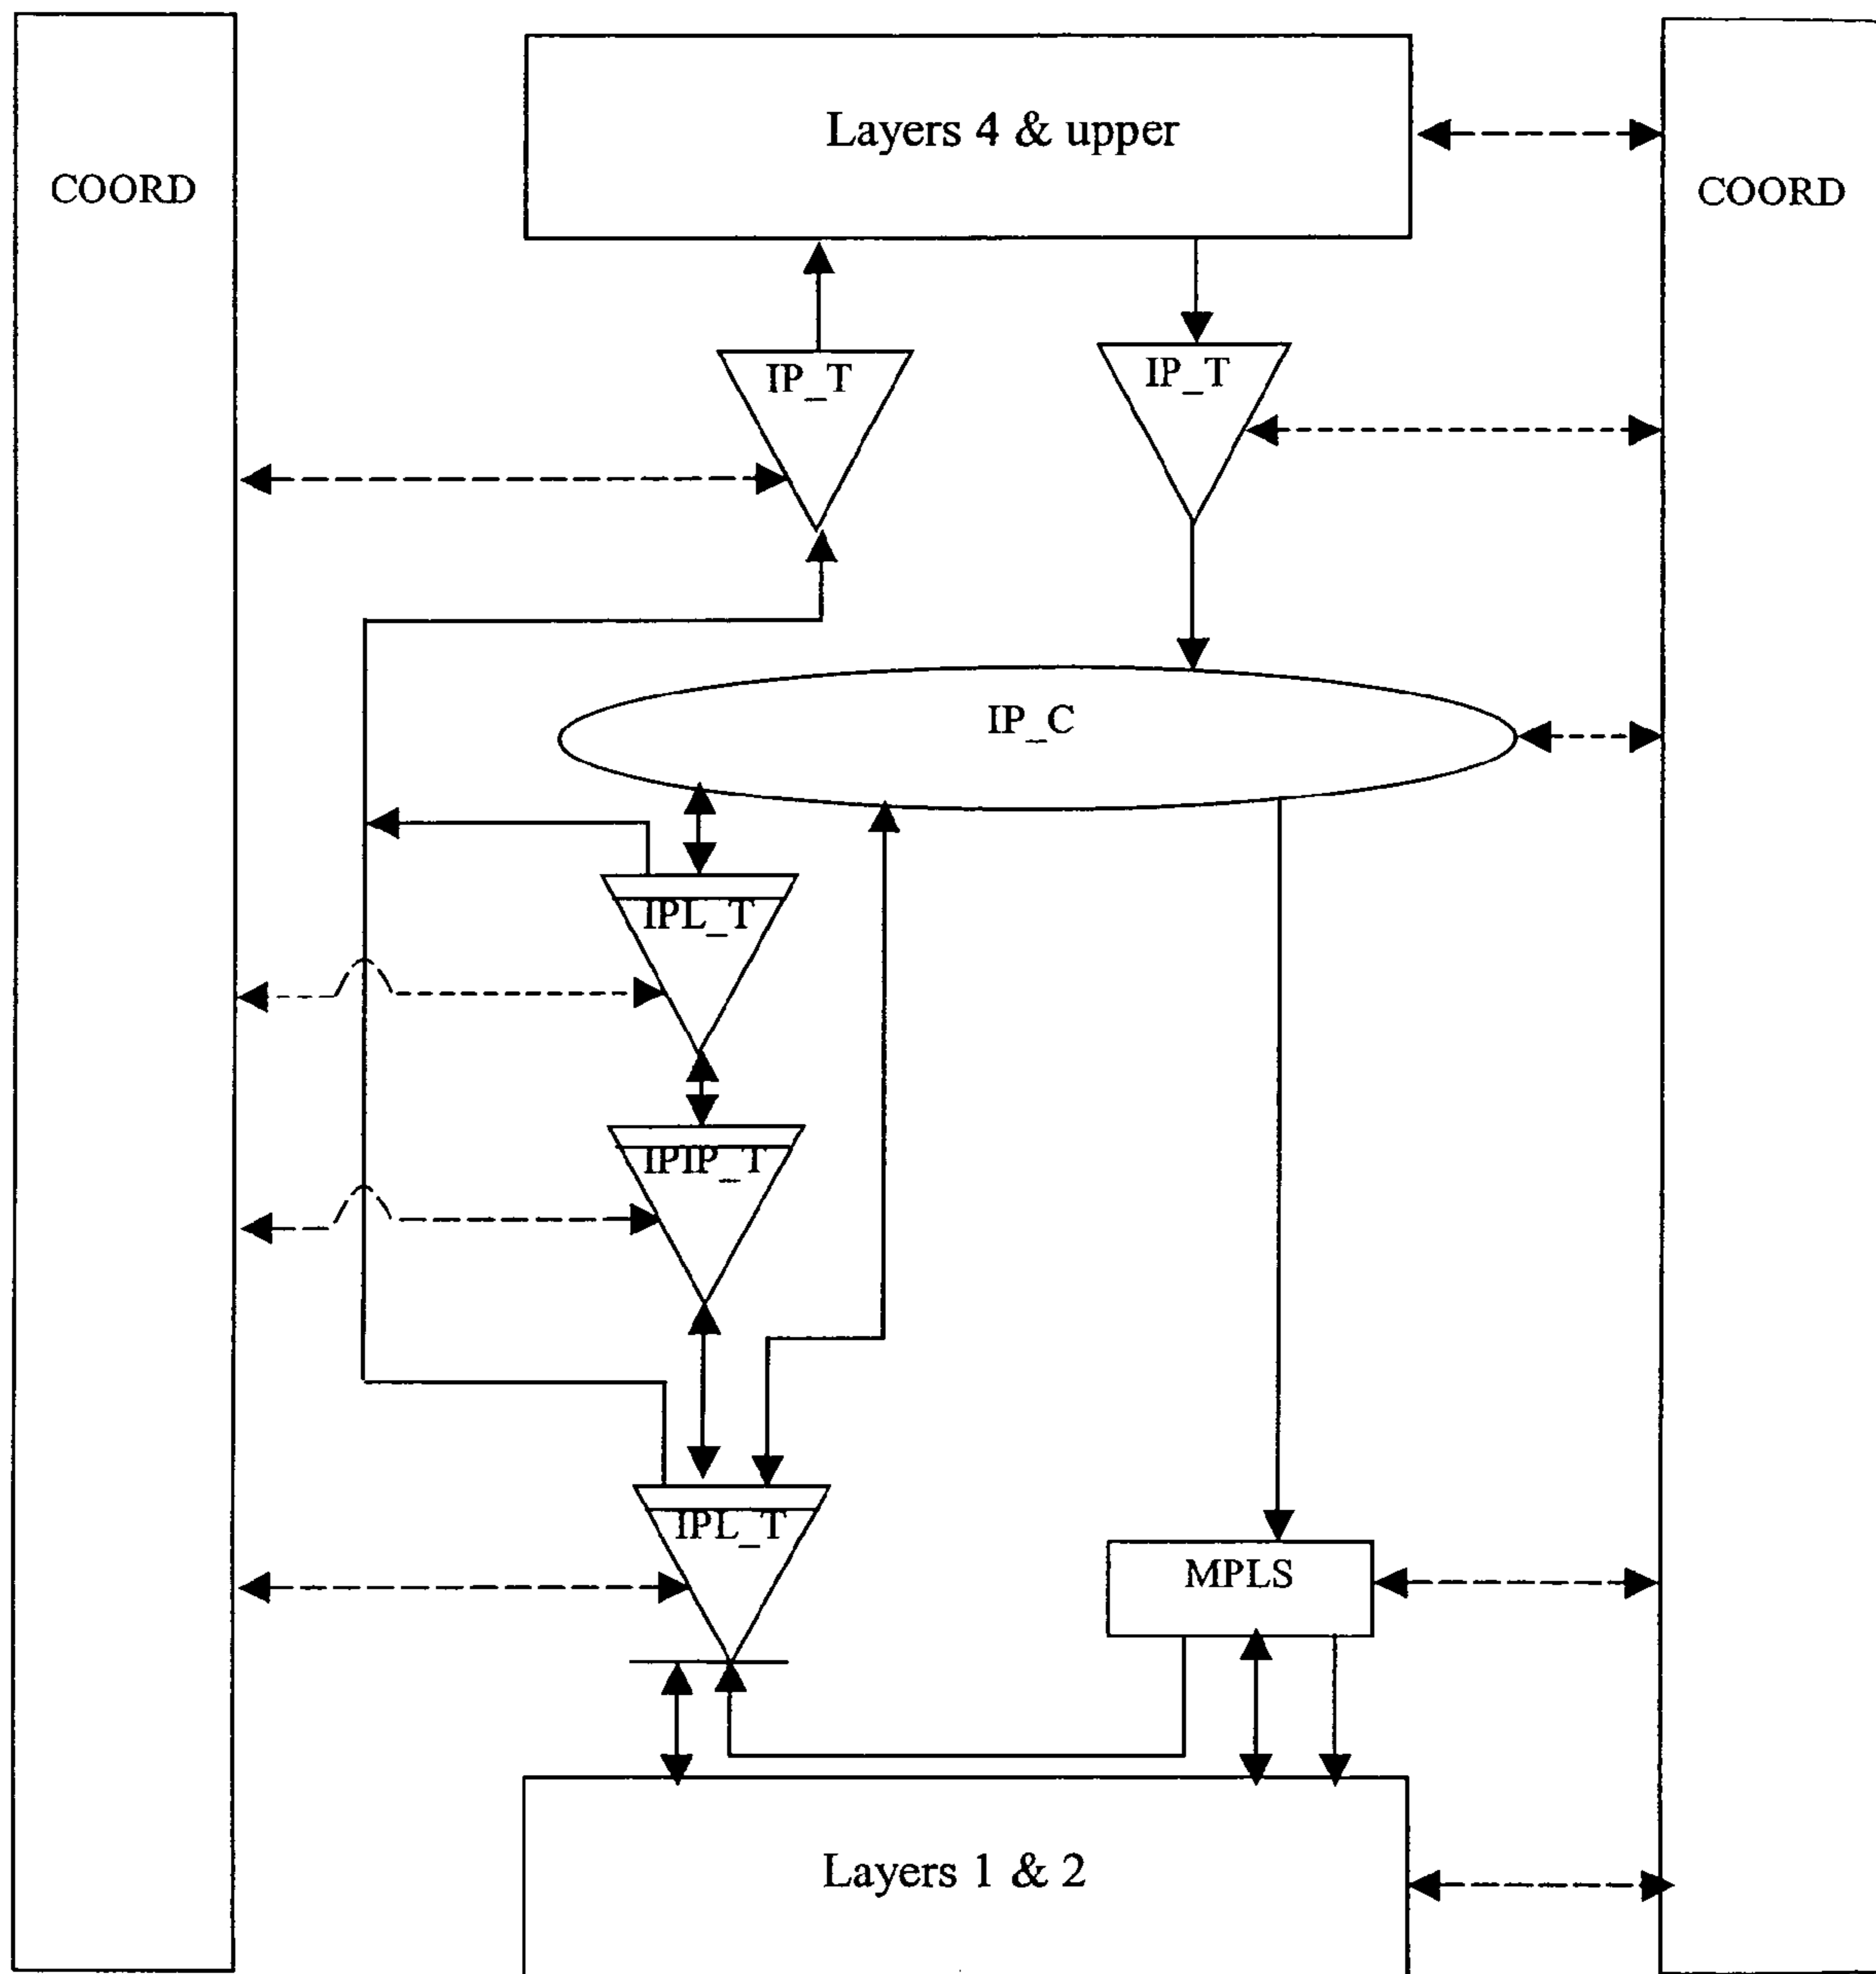 Layers 4 & upper
COORD
COORD
IP_T
IP_T
IP_C
IPL_T
IPIP_T
IPL_T
MPLS
Layers 1 & 2